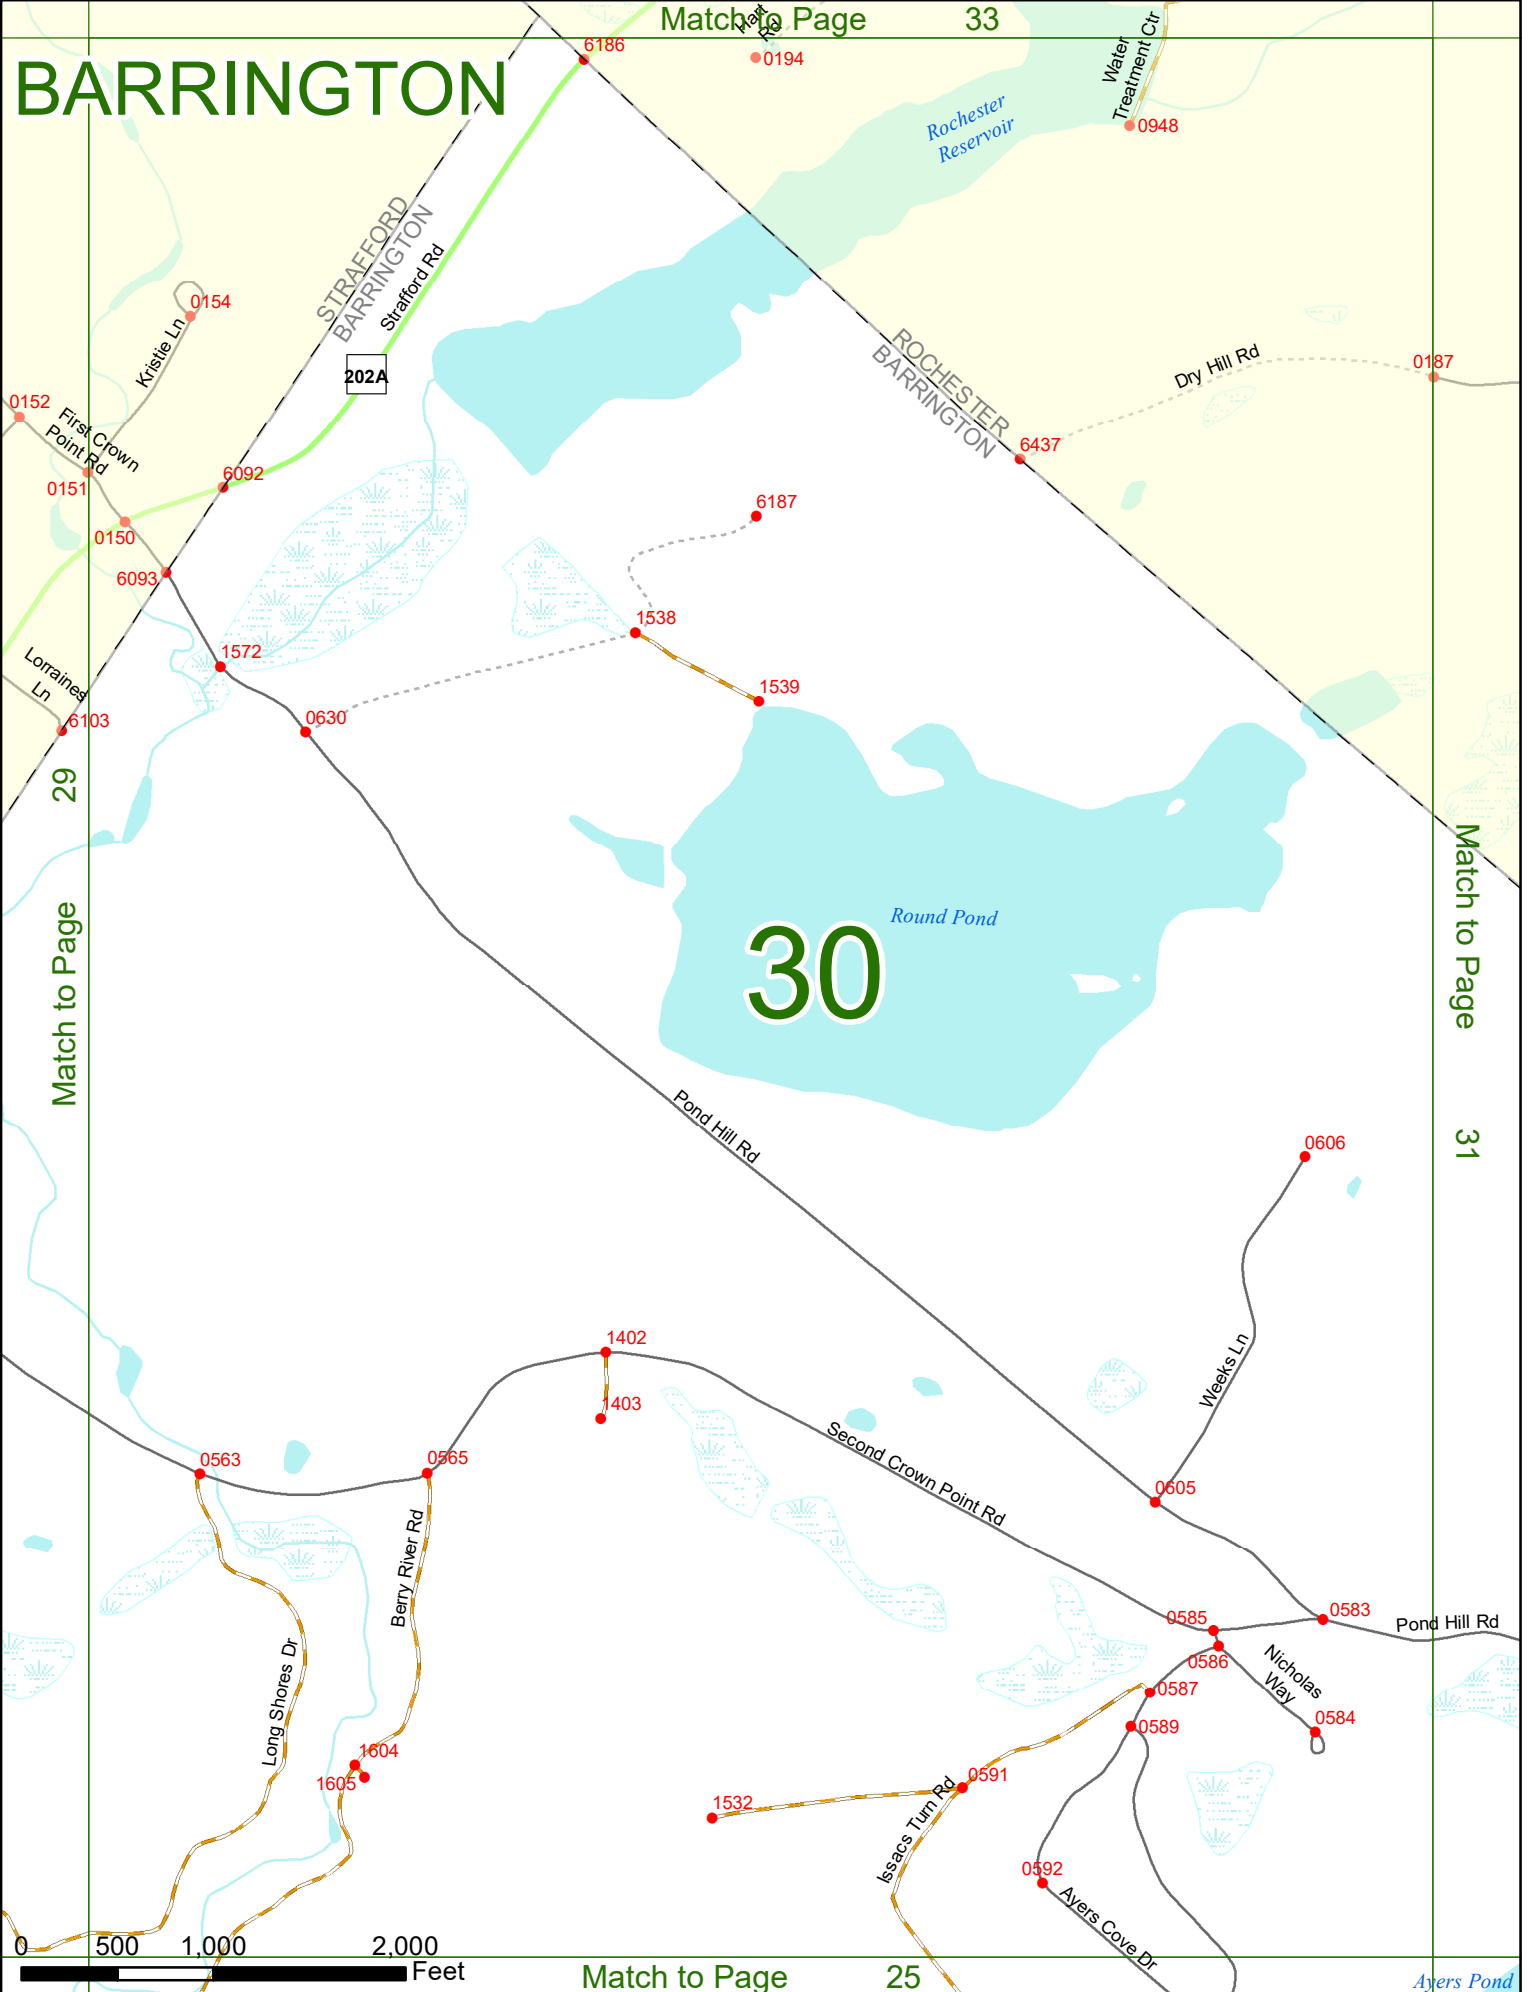 Match to Page 33
Hart
Rd
BARRINGTON
6186
0194
Water
Treatment Ctr
0948
Rochester
Reservoir
STRAFFORD
BARRINGTON
Strafford Rd
0154
Kristie Ln
202A
ROCHESTER
BARRINGTON
Dry Hill Rd
0187
0152
First Crown
Point Rd
0151
6092
6437
0150
6187
6093
1538
1572
Lorraines
Ln
1539
6103
0630
Match to Page 29
Match to Page 31
Round Pond
30
Pond Hill Rd
0606
1402
1403
Weeks Ln
Second Crown Point Rd
0563
0565
0605
Berry River Rd
0585
0583
Pond Hill Rd
0586
Nicholas
Way
0587
0584
0589
Long Shores Dr
1604
1605
0591
1532
Issacs Turn Rd
0592
Ayers Cove Dr
0 500 1,000 2,000
Feet
Match to Page 25
Ayers Pond